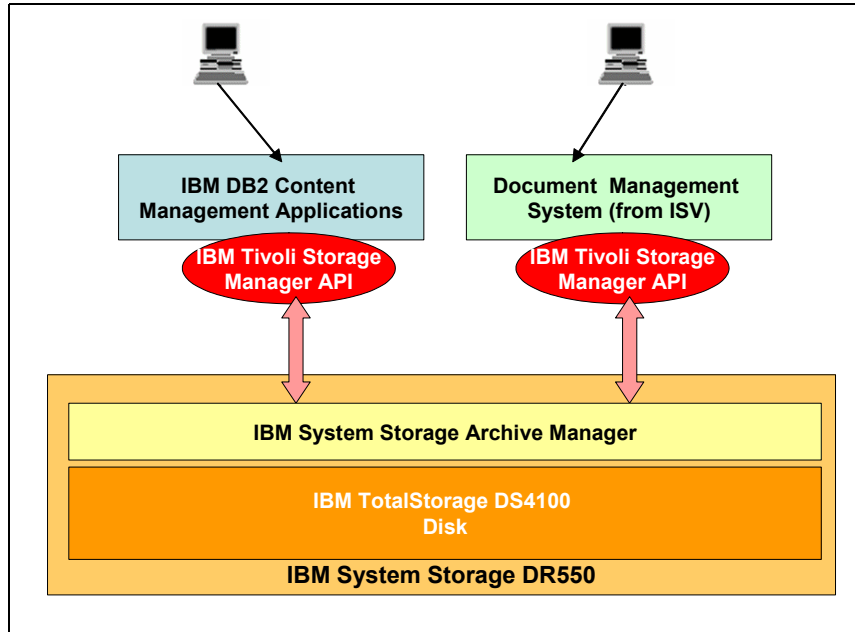 IBM DB2 Content
Management Applications
Document Management
System (from ISV)
IBM Tivoli Storage
Manager API
IBM Tivoli Storage
Manager API
IBM System Storage Archive Manager
IBM TotalStorage DS4100
Disk
IBM System Storage DR550